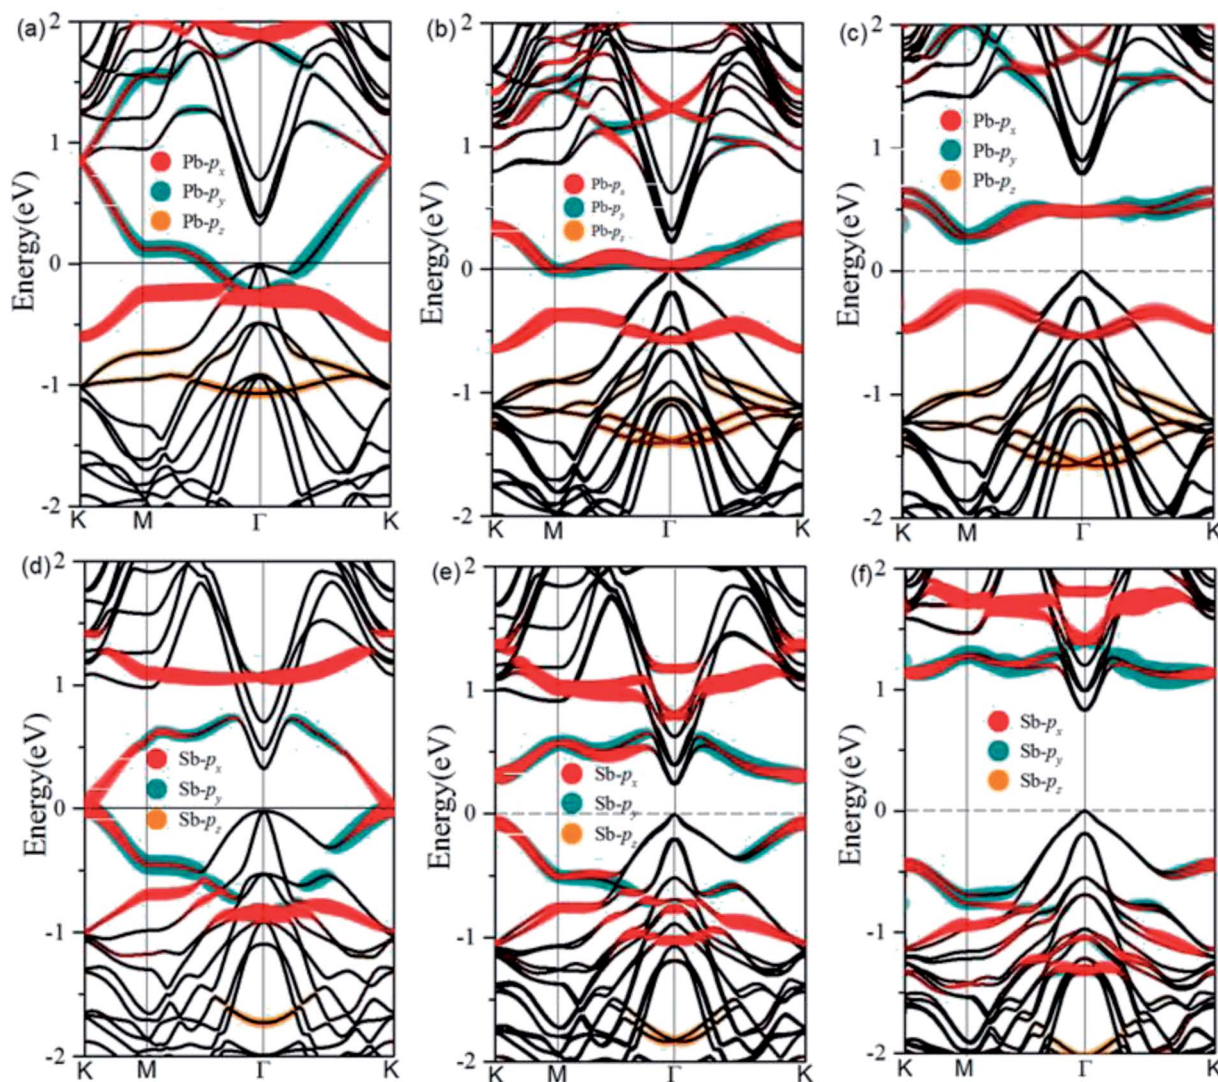 (a)
2
1
0
-1
-2
Energy(eV)
Pb-px
Pb-py
Pb-pz
K M Γ K
(b)
2
1
0
-1
-2
Energy(eV)
Pb-px
Pb-py
Pb-pz
K M Γ K
(c)
2
1
0
-1
-2
Energy(eV)
Pb-px
Pb-py
Pb-pz
K M Γ K
(d)
2
1
0
-1
-2
Energy(eV)
Sb-px
Sb-py
Sb-pz
K M Γ K
(e)
2
1
0
-1
-2
Energy(eV)
Sb-px
Sb-py
Sb-pz
K M Γ K
(f)
2
1
0
-1
-2
Energy(eV)
Sb-px
Sb-py
Sb-pz
K M Γ K